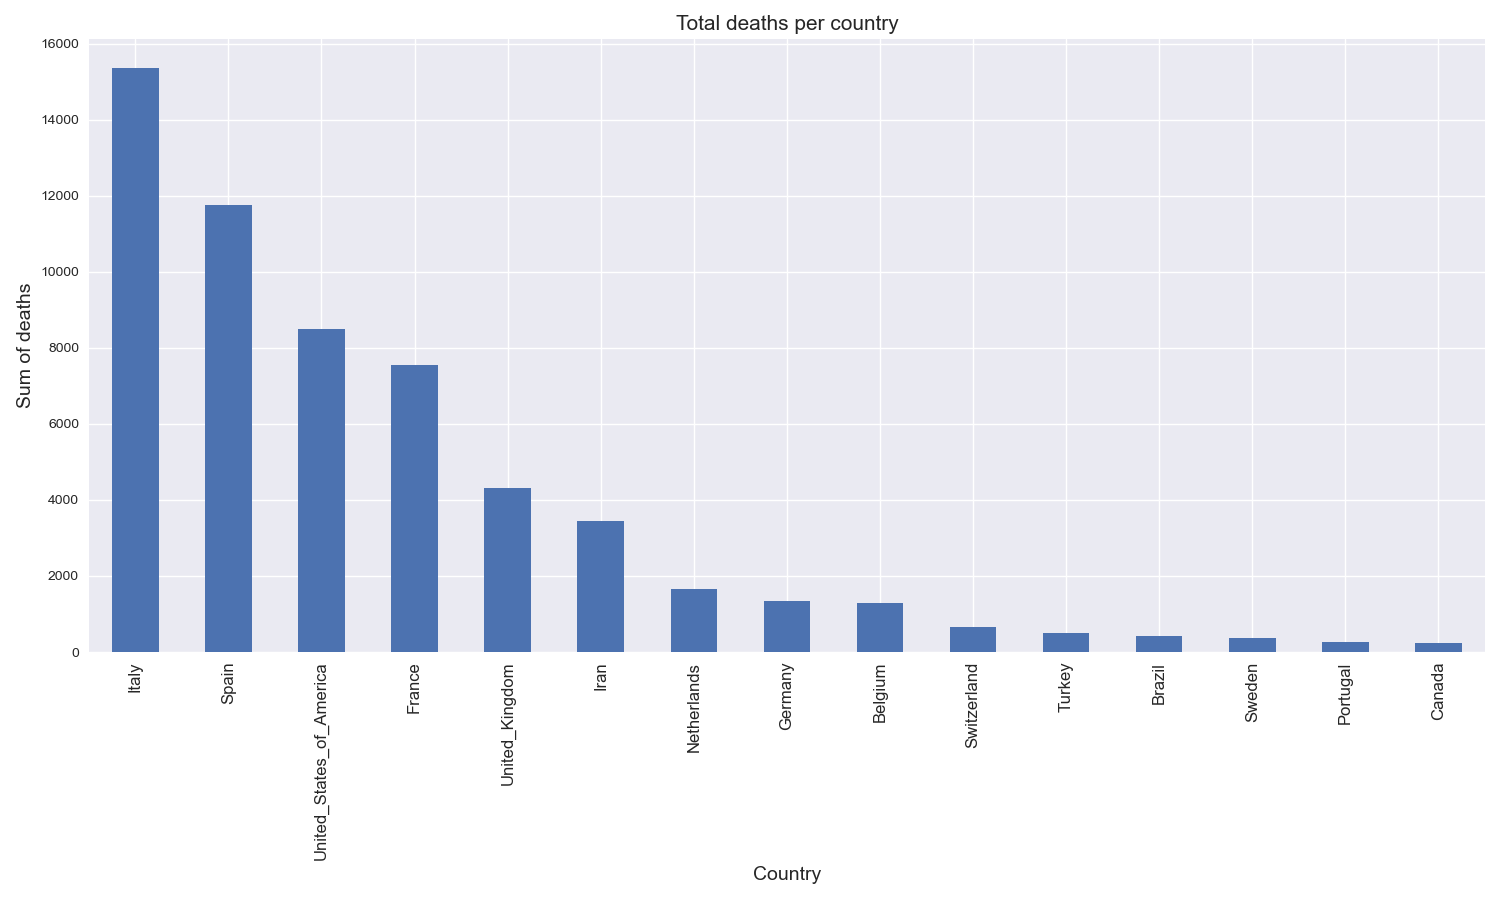 Total deaths per country
Sum of deaths
16000
14000
12000
10000
8000
6000
4000
2000
0
Italy
Spain
United_States_of_America
France
United_Kingdom
Iran
Netherlands
Germany
Belgium
Switzerland
Turkey
Brazil
Sweden
Portugal
Canada
Country